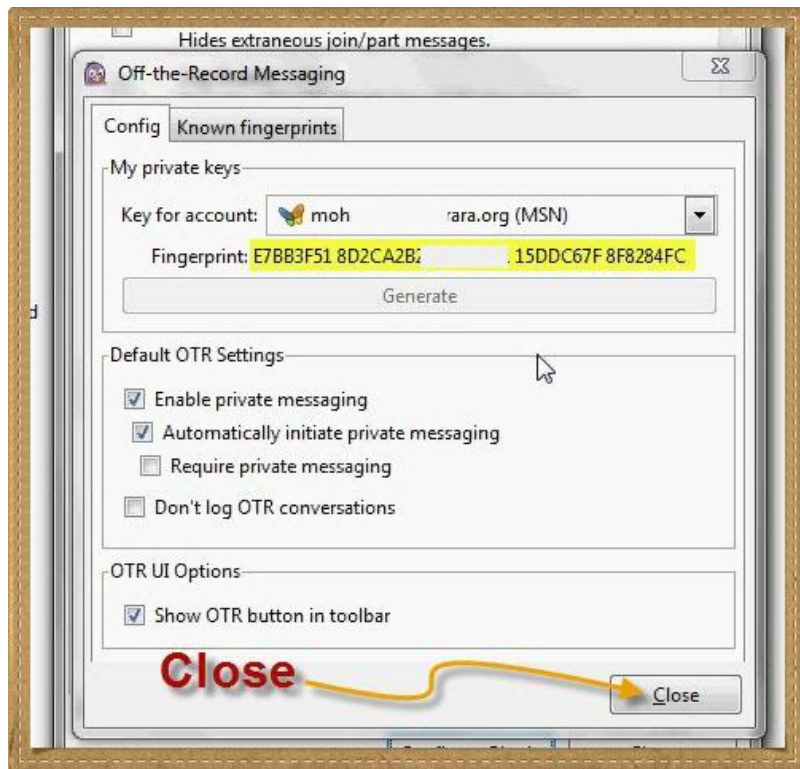 Hides extraneous join/part messages.
Off-the-Record Messaging
Config Known fingerprints
My private keys
Key for account: moh rara.org (MSN)
Fingerprint: E7BB3F51 8D2CA2B2 15DDC67F 8F8284FC
Generate
d
Default OTR Settings
Enable private messaging
Automatically initiate private messaging
Require private messaging
Don't log OTR conversations
OTR UI Options
Show OTR button in toolbar
Close
Close